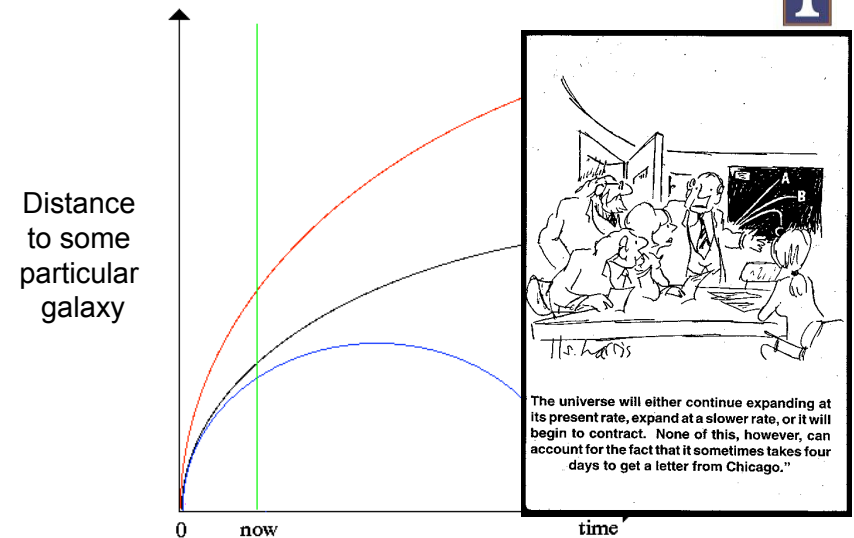 Distance
to some
particular
galaxy
A
B
The universe will either continue expanding at
its present rate, expand at a slower rate, or it will
begin to contract. None of this, however, can
account for the fact that it sometimes takes four
days to get a letter from Chicago."
0
now
time